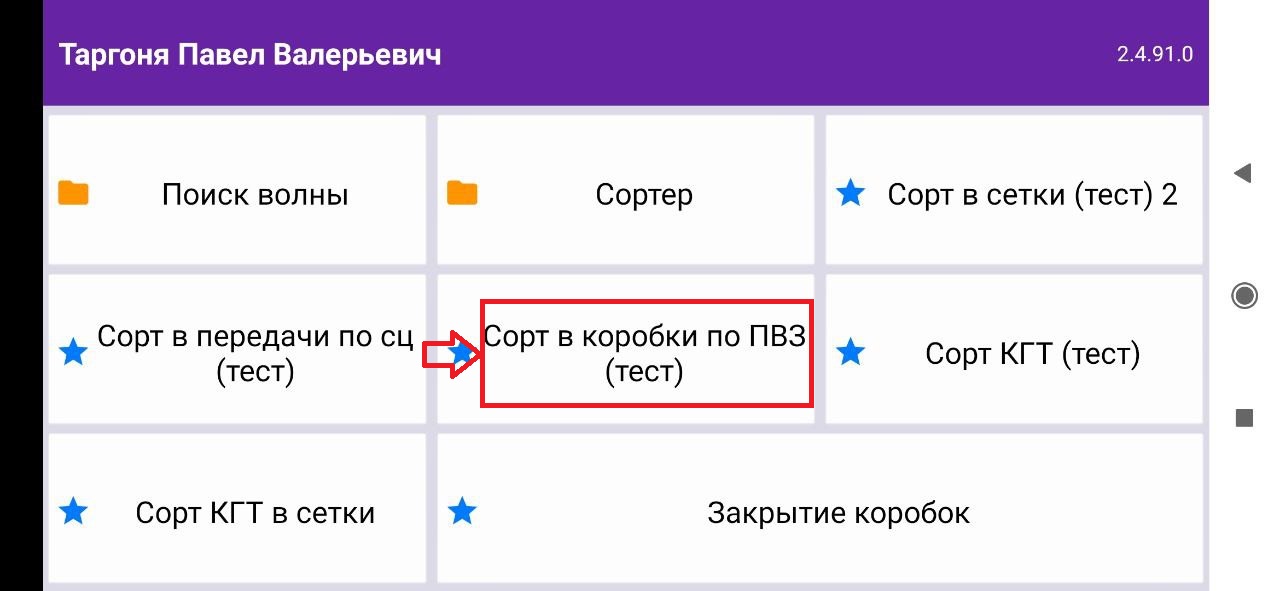 Таргоня Павел Валерьевич
2.4.91.0
Поиск волны
Сортер
Сорт в сетки (тест) 2
Сорт в передачи по сц
(тест)
Сорт в коробки по ПВЗ
(тест)
Сорт КГТ (тест)
Сорт КГТ в сетки
Закрытие коробок